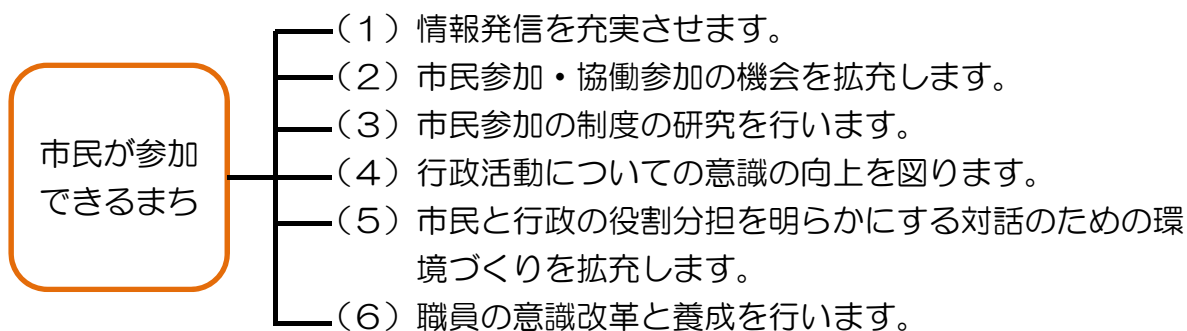 市民が参加
できるまち
（１）情報発信を充実させます。
（２）市民参加・協働参加の機会を拡充します。
（３）市民参加の制度の研究を行います。
（４）行政活動についての意識の向上を図ります。
（５）市民と行政の役割分担を明らかにする対話のための環
境づくりを拡充します。
（６）職員の意識改革と養成を行います。